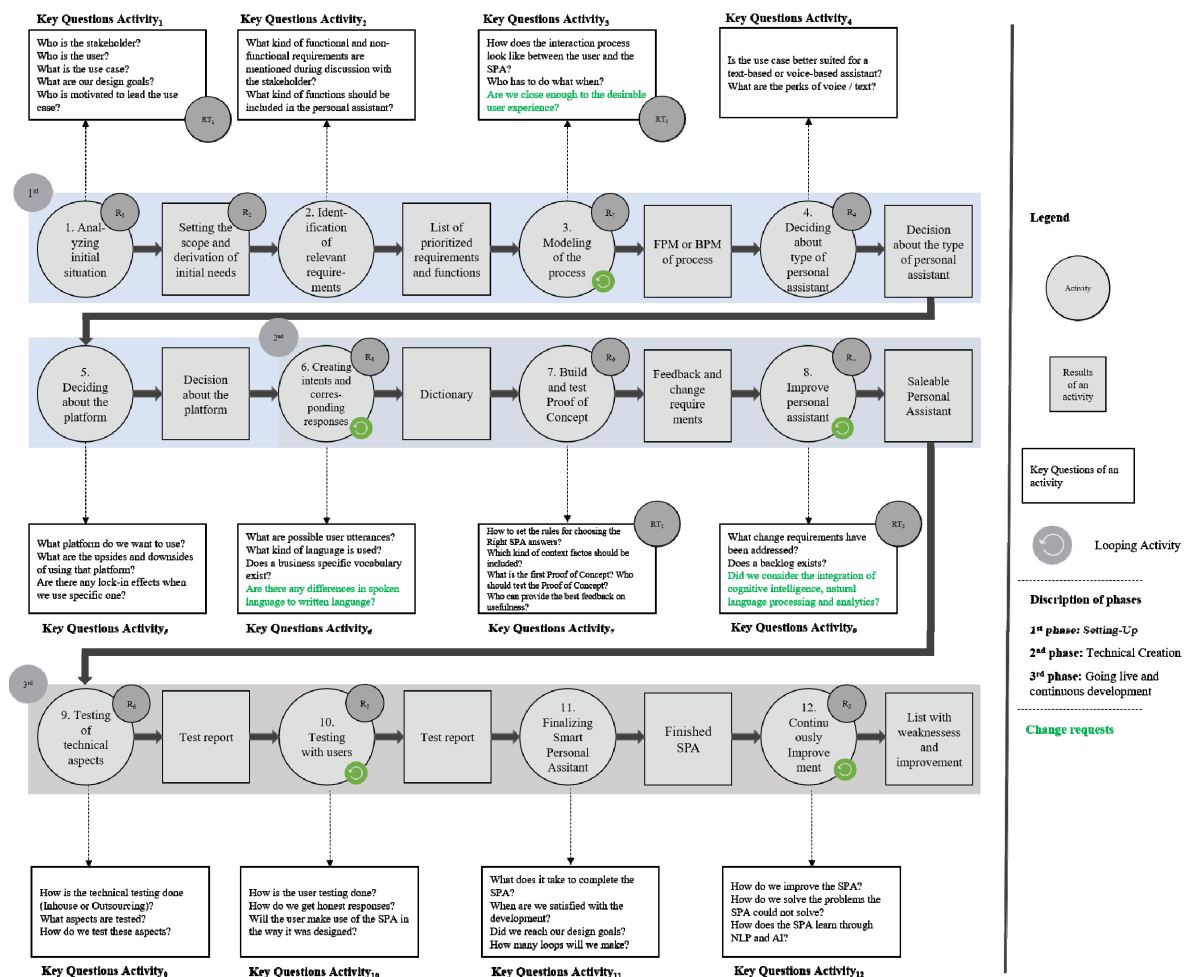 Key Questions Activity₁
Who is the stakeholder?
Who is the user?
What is the use case?
What are our design goals?
Who is motivated to lead the use
case?
Key Questions Activity₂
What kind of functional and non-
functional requirements are
mentioned during discussion with
the stakeholder?
What kind of functions should be
included in the personal assistant?
Key Questions Activity₃
How does the interaction process
look like between the user and the
SPA?
Who has to do what when?
Are we close enough to the desirable
user experience?
Key Questions Activity₄
Is the use case better suited for a
text-based or voice-based assistant?
What are the perks of voice / text?
1st
1. Anal-
yzing
initial
situation
Setting the
scope and
derivation of
initial needs
2. Ident-
ification
of
relevant
require-
ments
List of
prioritized
requirements
and functions
3.
Modeling
of the
process
R₇
FPM or BPM
of process
4.
Deciding
about
type of
personal
assistant
R₄
Decision
about the type
of personal
assistant
5.
Deciding
about the
platform
Decision
about the
platform
2nd
6. Creating
intents and
corres-
ponding
responses
R₈
Dictionary
7. Build
and test
Proof of
Concept
R₉
Feedback and
change
require
ments
8.
Improve
personal
assistant
Saleable
Personal
Assistant
What platform do we want to use?
What are the upsides and downsides
of using that platform?
Are there any lock-in effects when
we use specific one?
Key Questions Activity₅
What are possible user utterances?
What kind of language is used?
Does a business specific vocabulary
exist?
Are there any differences in spoken
language to written language?
Key Questions Activity₆
How to set the rules for choosing the
Right SPA answers?
Which kind of context factos should be
included?
What is the first Proof of Concept? Who
should test the Proof of Concept?
Who can provide the best feedback on
usefulness?
RT₂
Key Questions Activity₇
What change requirements have
been addressed?
Does a backlog exists?
Did we consider the integration of
cognitive intelligence, natural
language processing and analytics?
RT₃
Key Questions Activity₈
3rd
9. Testing
of
technical
aspects
R₆
Test report
10.
Testing
with users
R₅
Test report
11.
Finalizing
Smart
Personal
Assitant
Finished
SPA
12.
Contin-
uously
Improve
ment
List with
weaknessess
and
improvement
How is the technical testing done
(Inhouse or Outsourcing)?
What aspects are tested?
How do we test these aspects?
Key Questions Activity₉
How is the user testing done?
How do we get honest responses?
Will the user make use of the SPA in
the way it was designed?
Key Questions Activity₁₀
What does it take to complete the
SPA?
When are we satisfied with the
development?
Did we reach our design goals?
How many loops will we make?
Key Questions Activity₁₁
How do we improve the SPA?
How do we solve the problems the
SPA could not solve?
How does the SPA learn through
NLP and AI?
Key Questions Activity₁₂
Legend
Activity
Results
of an
activity
Key Questions of an
activity
Looping Activity
Discription of phases
1st phase: Setting-Up
2nd phase: Technical Creation
3rd phase: Going live and
continuous development
Change requests